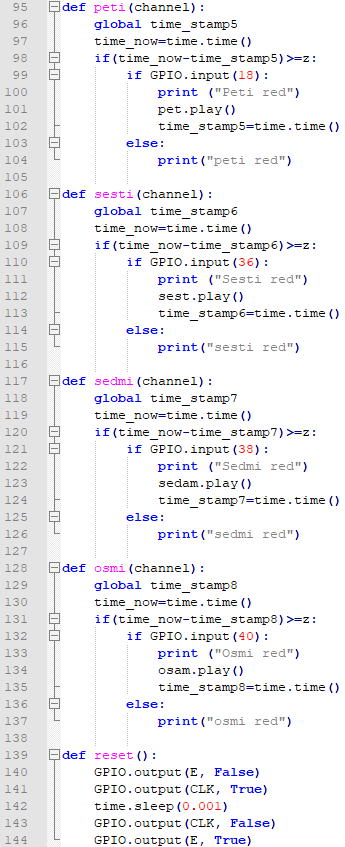 95 def peti(channel):
96     global time_stamp5
97     time_now=time.time()
98     if(time_now-time_stamp5)>=z:
99         if GPIO.input(18):
100             print ("Peti red")
101             pet.play()
102             time_stamp5=time.time()
103         else:
104             print("peti red")
105
106 def sesti(channel):
107     global time_stamp6
108     time_now=time.time()
109     if(time_now-time_stamp6)>=z:
110         if GPIO.input(36):
111             print ("Sesti red")
112             sest.play()
113             time_stamp6=time.time()
114         else:
115             print("sesti red")
116
117 def sedmi(channel):
118     global time_stamp7
119     time_now=time.time()
120     if(time_now-time_stamp7)>=z:
121         if GPIO.input(38):
122             print ("Sedmi red")
123             sedam.play()
124             time_stamp7=time.time()
125         else:
126             print("sedmi red")
127
128 def osmi(channel):
129     global time_stamp8
130     time_now=time.time()
131     if(time_now-time_stamp8)>=z:
132         if GPIO.input(40):
133             print ("Osmi red")
134             osam.play()
135             time_stamp8=time.time()
136         else:
137             print("osmi red")
138
139 def reset():
140     GPIO.output(E, False)
141     GPIO.output(CLK, True)
142     time.sleep(0.001)
143     GPIO.output(CLK, False)
144     GPIO.output(E, True)